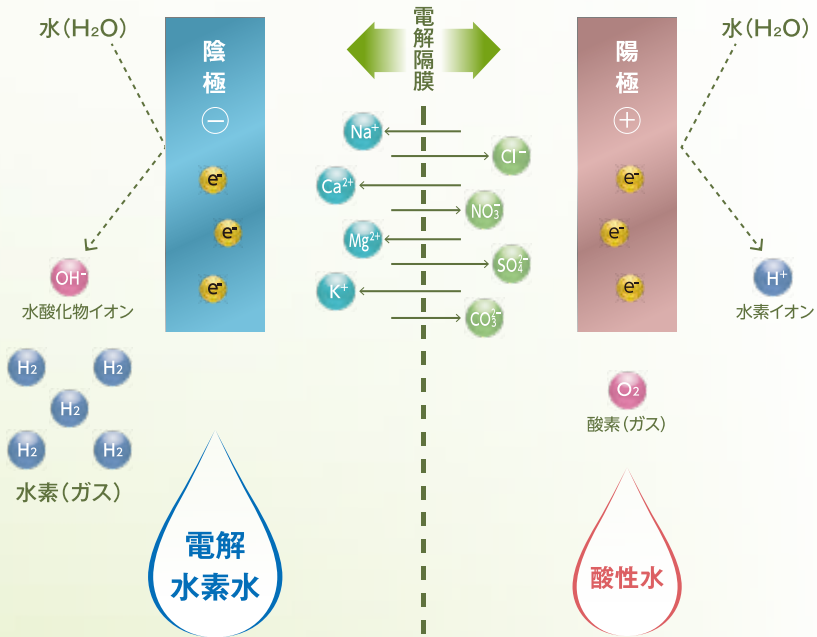 水(H₂O)
陰極
⊖
e⁻
e⁻
e⁻
OH⁻
水酸化物イオン
H₂
H₂
H₂
H₂
H₂
水素(ガス)
電解
水素水
電解隔膜
Na⁺
Cl⁻
Ca²⁺
NO₃⁻
Mg²⁺
SO₄²⁻
K⁺
CO₃²⁻
水(H₂O)
陽極
⊕
e⁻
e⁻
e⁻
H⁺
水素イオン
O₂
酸素(ガス)
酸性水